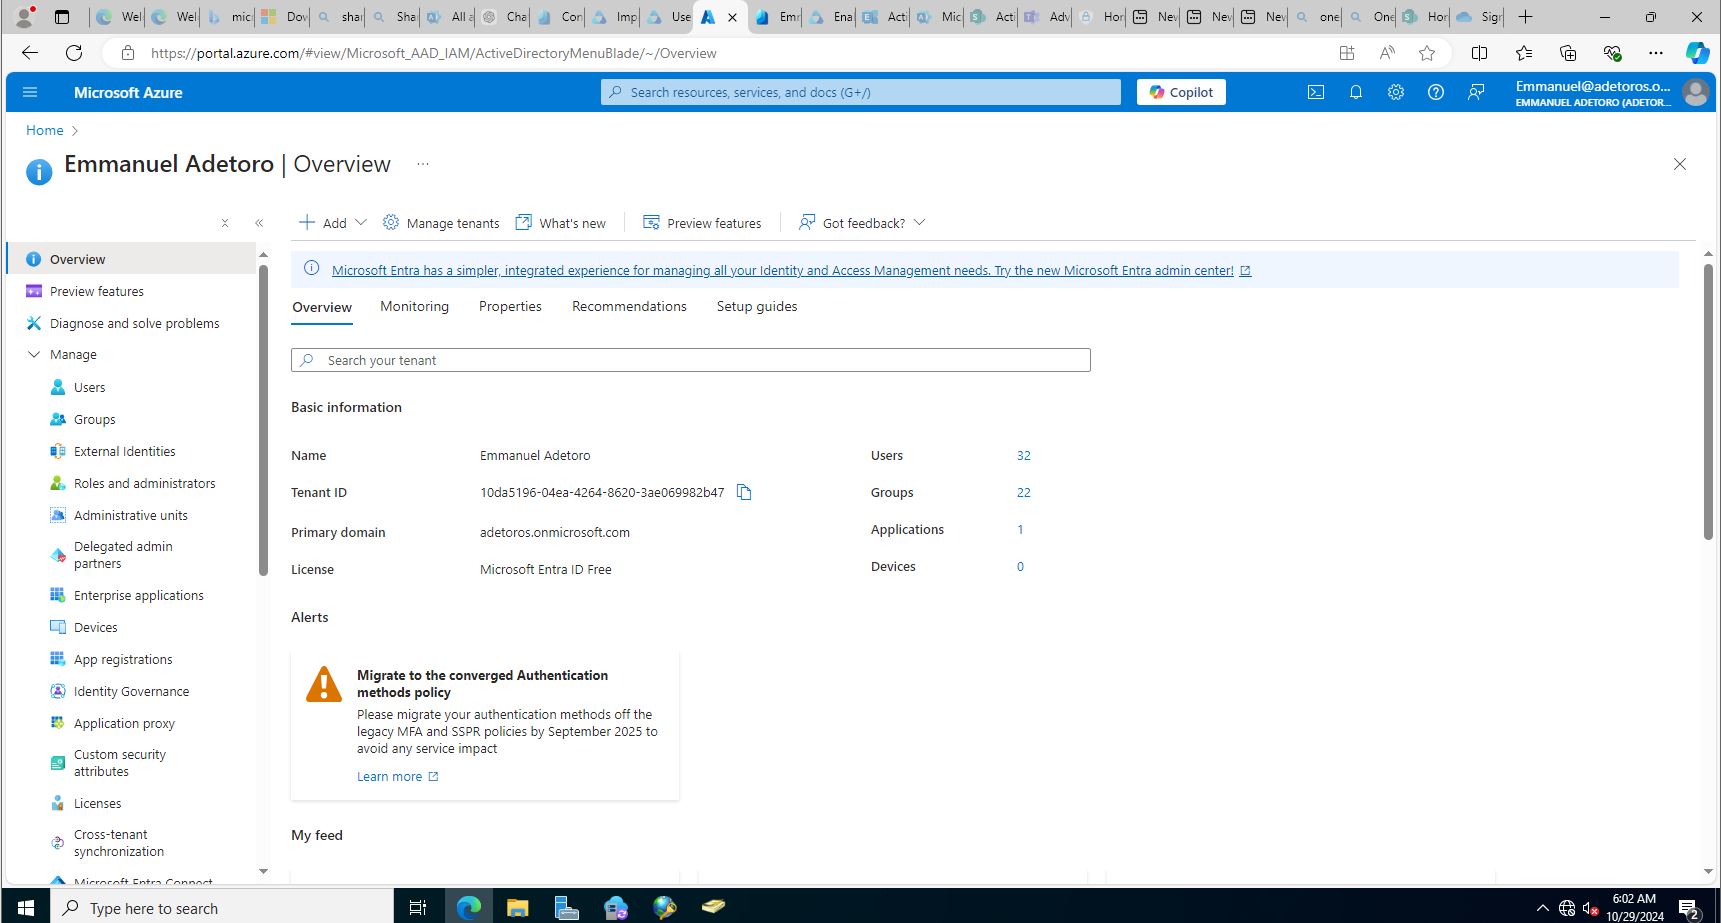 Wel
Wel
mic
Dov
shar
Sha
All a
Cha
Con
Imp
Use
Emr
Ena
Acti
Mic
Acti
Adv
Hor
Nev
Nev
Nev
one
One
Hor
Sigr
https://portal.azure.com/#view/Microsoft_AAD_IAM/ActiveDirectoryMenuBlade/~/Overview
Microsoft Azure
Search resources, services, and docs (G+/)
Copilot
Emmanuel@adetoros.o...
EMMANUEL ADETORO (ADETOR...
Home >
Emmanuel Adetoro | Overview ...
Add
Manage tenants
What's new
Preview features
Got feedback?
Overview
Preview features
Diagnose and solve problems
Manage
Users
Groups
External Identities
Roles and administrators
Administrative units
Delegated admin
partners
Enterprise applications
Devices
App registrations
Identity Governance
Application proxy
Custom security
attributes
Licenses
Cross-tenant
synchronization
Microsoft Entra Connect
Microsoft Entra has a simpler, integrated experience for managing all your Identity and Access Management needs. Try the new Microsoft Entra admin center!
Overview
Monitoring
Properties
Recommendations
Setup guides
Search your tenant
Basic information
Name Emmanuel Adetoro
Tenant ID 10da5196-04ea-4264-8620-3ae069982b47
Primary domain adetoros.onmicrosoft.com
License Microsoft Entra ID Free
Users 32
Groups 22
Applications 1
Devices 0
Alerts
Migrate to the converged Authentication
methods policy
Please migrate your authentication methods off the
legacy MFA and SSPR policies by September 2025 to
avoid any service impact
Learn more
My feed
Type here to search
6:02 AM
10/29/2024
2